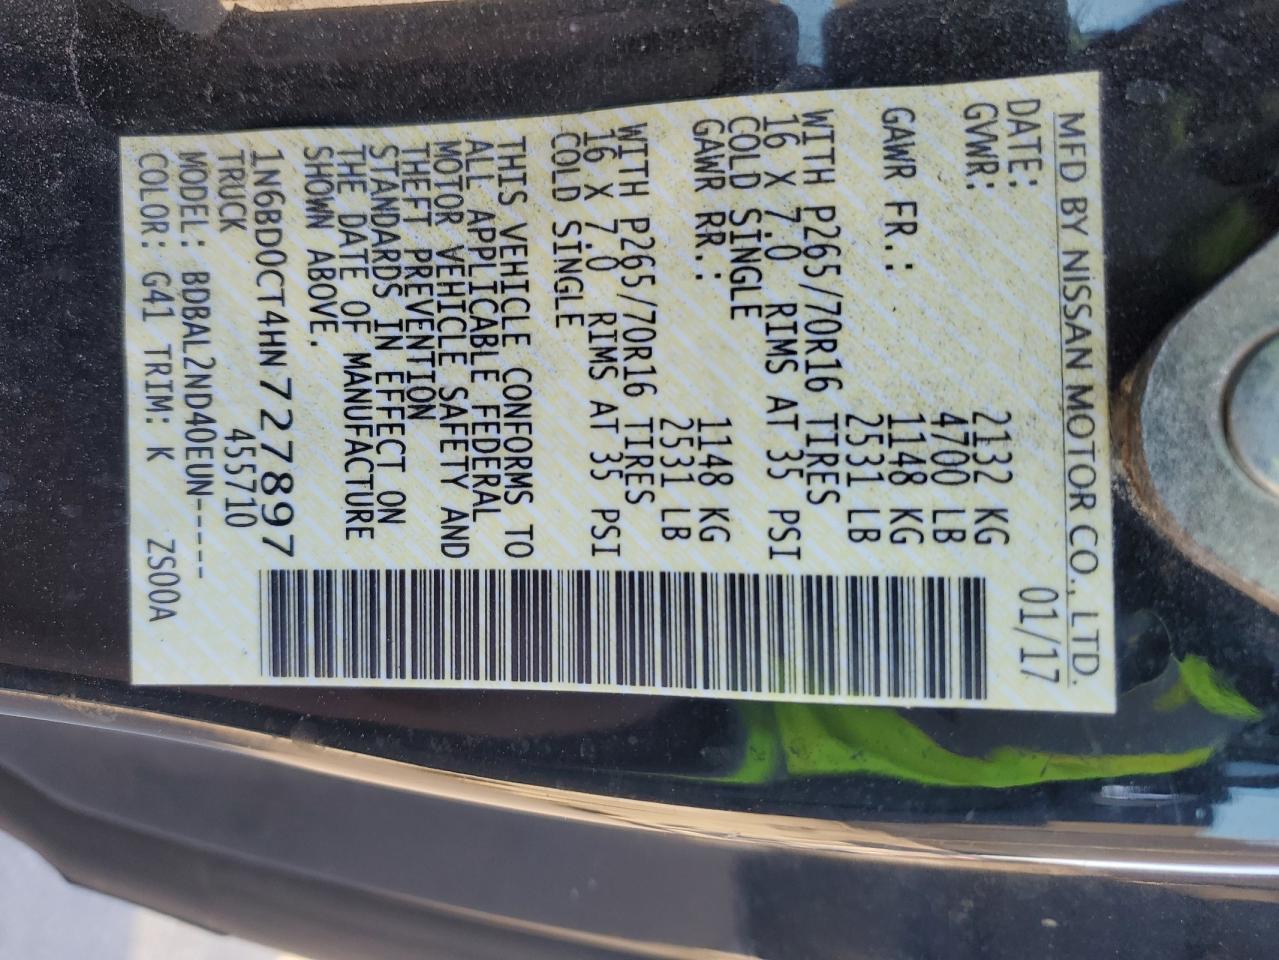 MFD BY NISSAN MOTOR CO., LTD.
DATE: 01/17
GVWR: 2132 KG
4700 LB
GAWR FR.: 1148 KG
2531 LB
WITH P265/70R16 TIRES
16 X 7.0 RIMS AT 35 PSI
COLD SINGLE
GAWR RR.: 1148 KG
2531 LB
WITH P265/70R16 TIRES
16 X 7.0 RIMS AT 35 PSI
COLD SINGLE
THIS VEHICLE CONFORMS TO
ALL APPLICABLE FEDERAL
MOTOR VEHICLE SAFETY AND
THEFT PREVENTION
STANDARDS IN EFFECT ON
THE DATE OF MANUFACTURE
SHOWN ABOVE.
1N6BD0CT4HN727897
TRUCK 455710
MODEL: BDBAL2ND40EUN-----
COLOR: G41 TRIM: K ZS00A